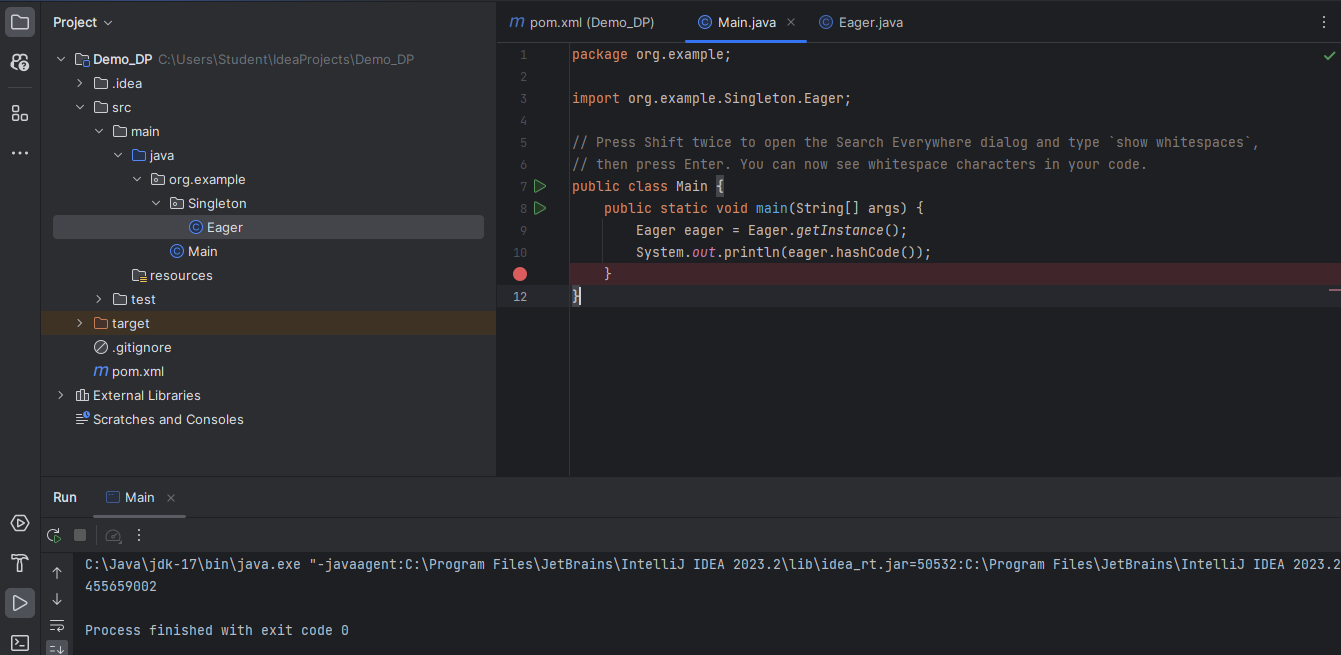 Project
Demo_DP C:\Users\Student\IdeaProjects\Demo_DP
.idea
src
main
java
org.example
Singleton
Eager
Main
resources
test
target
.gitignore
pom.xml
External Libraries
Scratches and Consoles
pom.xml (Demo_DP) Main.java Eager.java
1 package org.example;
2
3 import org.example.Singleton.Eager;
4
5 // Press Shift twice to open the Search Everywhere dialog and type `show whitespaces`,
6 // then press Enter. You can now see whitespace characters in your code.
7 public class Main {
8 public static void main(String[] args) {
9 Eager eager = Eager.getInstance();
10 System.out.println(eager.hashCode());
}
12 }
Run Main
C:\Java\jdk-17\bin\java.exe "-javaagent:C:\Program Files\JetBrains\IntelliJ IDEA 2023.2\lib\idea_rt.jar=50532:C:\Program Files\JetBrains\IntelliJ IDEA 2023.2
455659002
Process finished with exit code 0